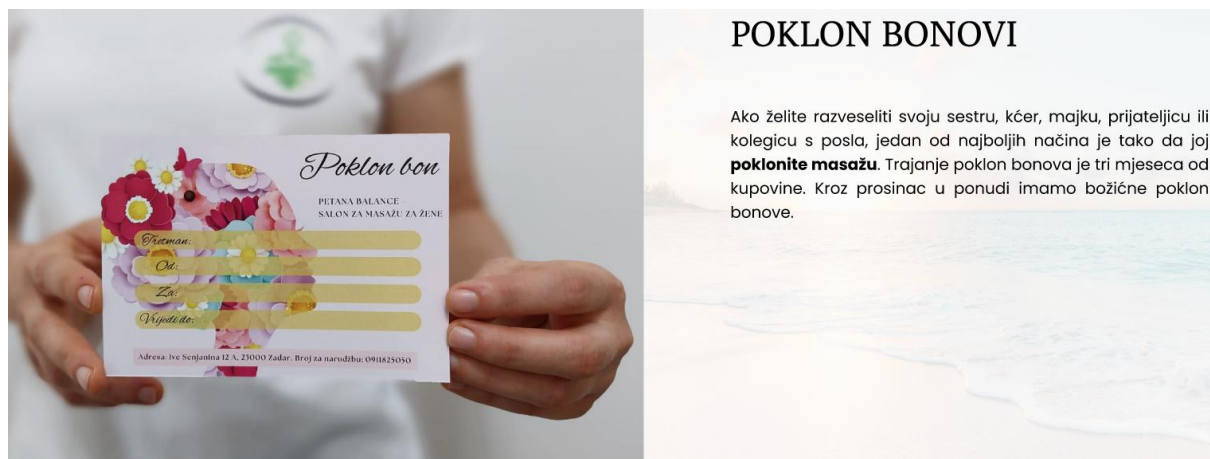 Poklon bon
PETANA BALANCE -
SALON ZA MASAŽU ZA ŽENE
Tretman:
Od:
Za:
Vrijedi do:
Adresa: Ive Senjanina 12 A, 23000 Zadar. Broj za narudžbu: 0911825050
POKLON BONOVI
Ako želite razveseliti svoju sestru, kćer, majku, prijateljicu ili
kolegicu s posla, jedan od najboljih načina je tako da joj
poklonite masažu. Trajanje poklon bonova je tri mjeseca od
kupovine. Kroz prosinac u ponudi imamo božićne poklon
bonove.